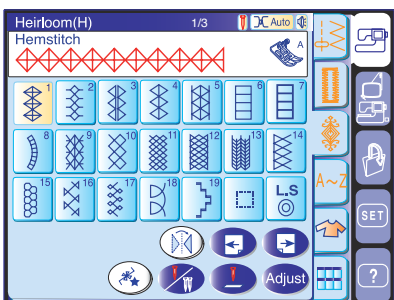 Heirloom(H) 1/3 Auto
Hemstitch A
1 2 3 4 5 6 7
8 9 10 11 12 13 14
15 16 17 18 19 L.S
A~Z
SET
Adjust
?